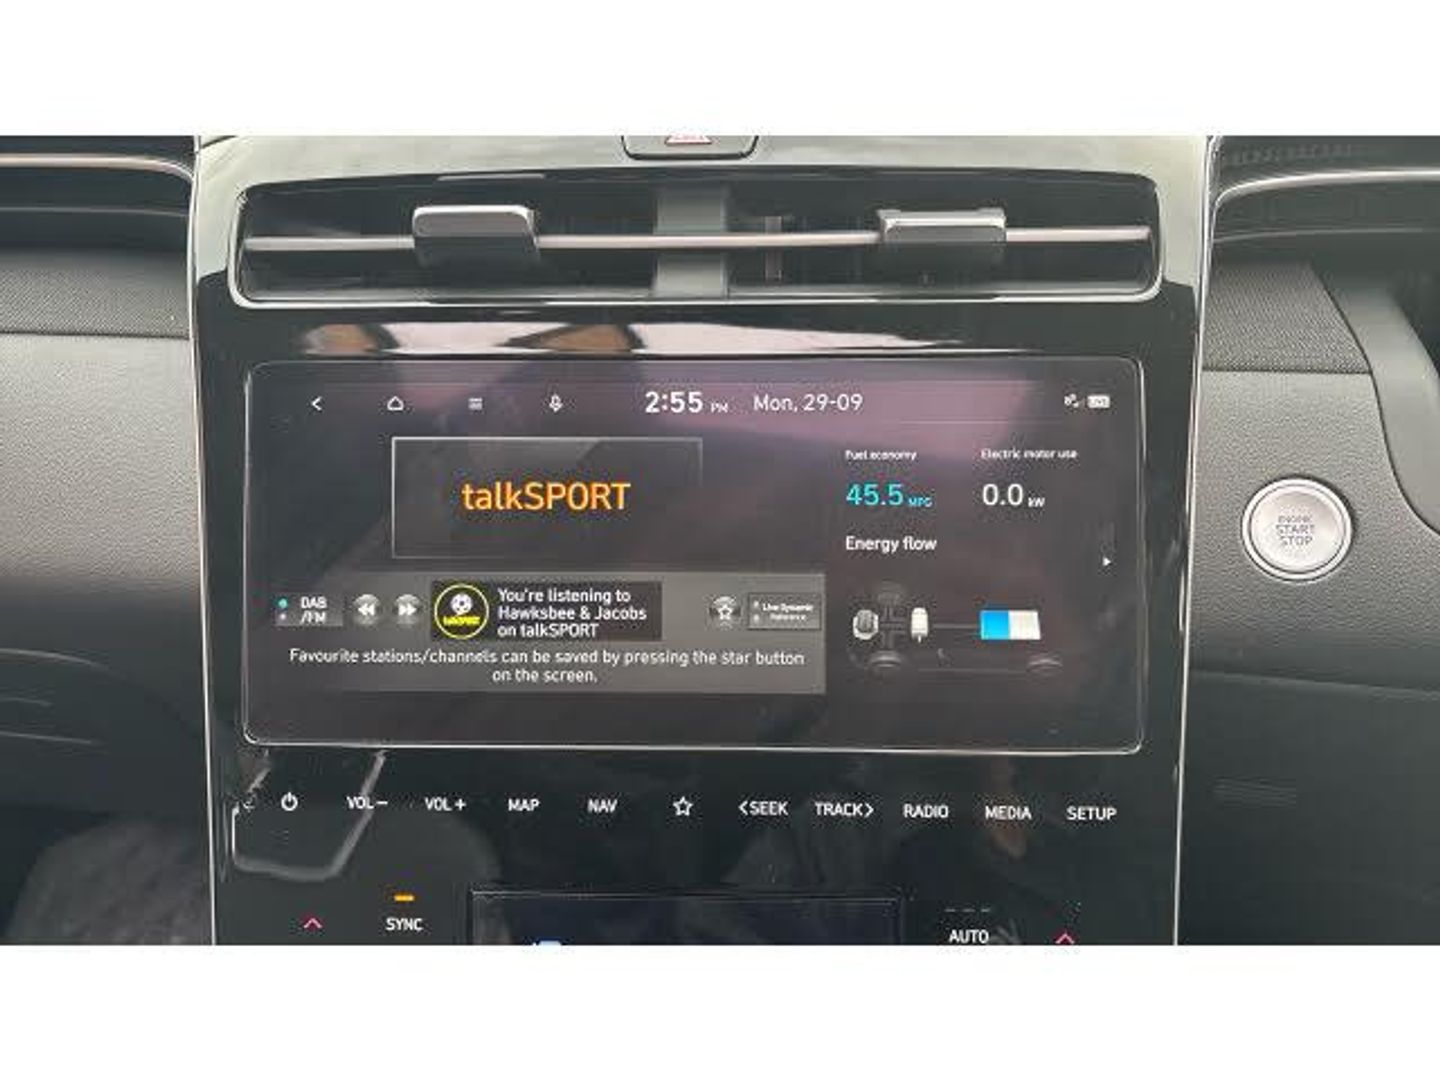 2:55 PM Mon, 29-09
Fuel economy Electric motor use
talkSPORT
45.5 MPG 0.0 kW
Energy flow
ENGINE
START
STOP
DAB
/FM
You're listening to
Hawksbee & Jacobs
on talkSPORT
talkSPORT
Favourite stations/channels can be saved by pressing the star button
on the screen.
VOL− VOL + MAP NAV <SEEK TRACK> RADIO MEDIA SETUP
SYNC AUTO